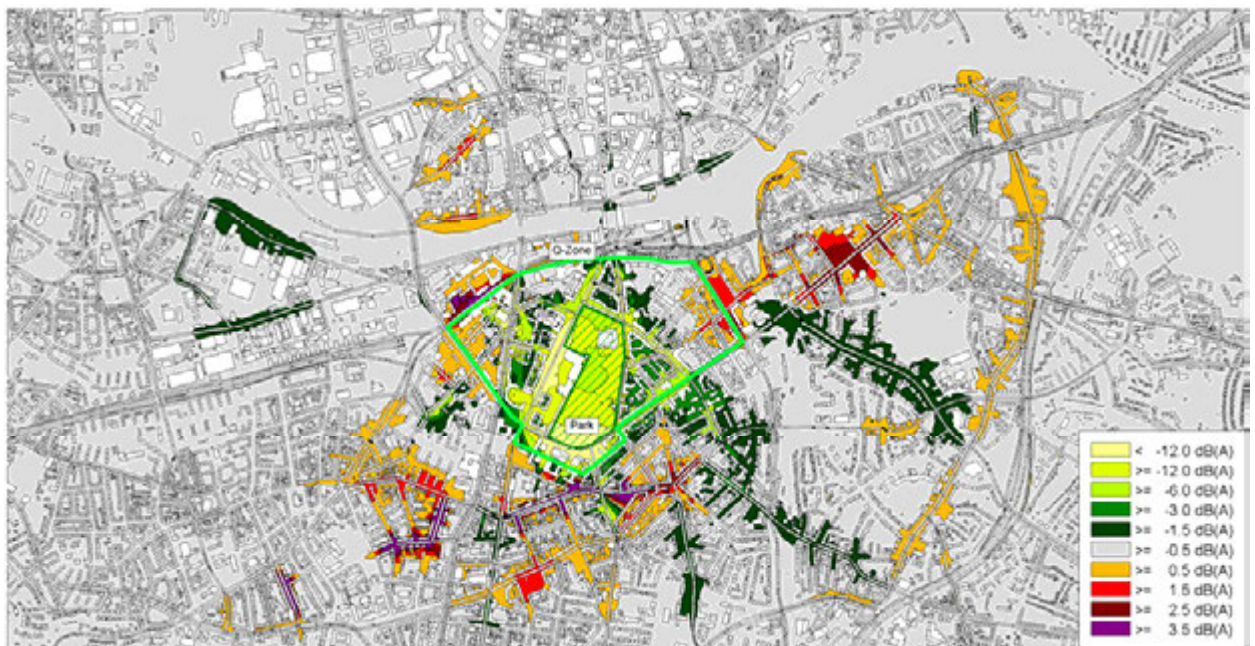 Q-Zone
Park
< -12.0 dB(A)
>= -12.0 dB(A)
>= -6.0 dB(A)
>= -3.0 dB(A)
>= -1.5 dB(A)
>= -0.5 dB(A)
>= 0.5 dB(A)
>= 1.5 dB(A)
>= 2.5 dB(A)
>= 3.5 dB(A)